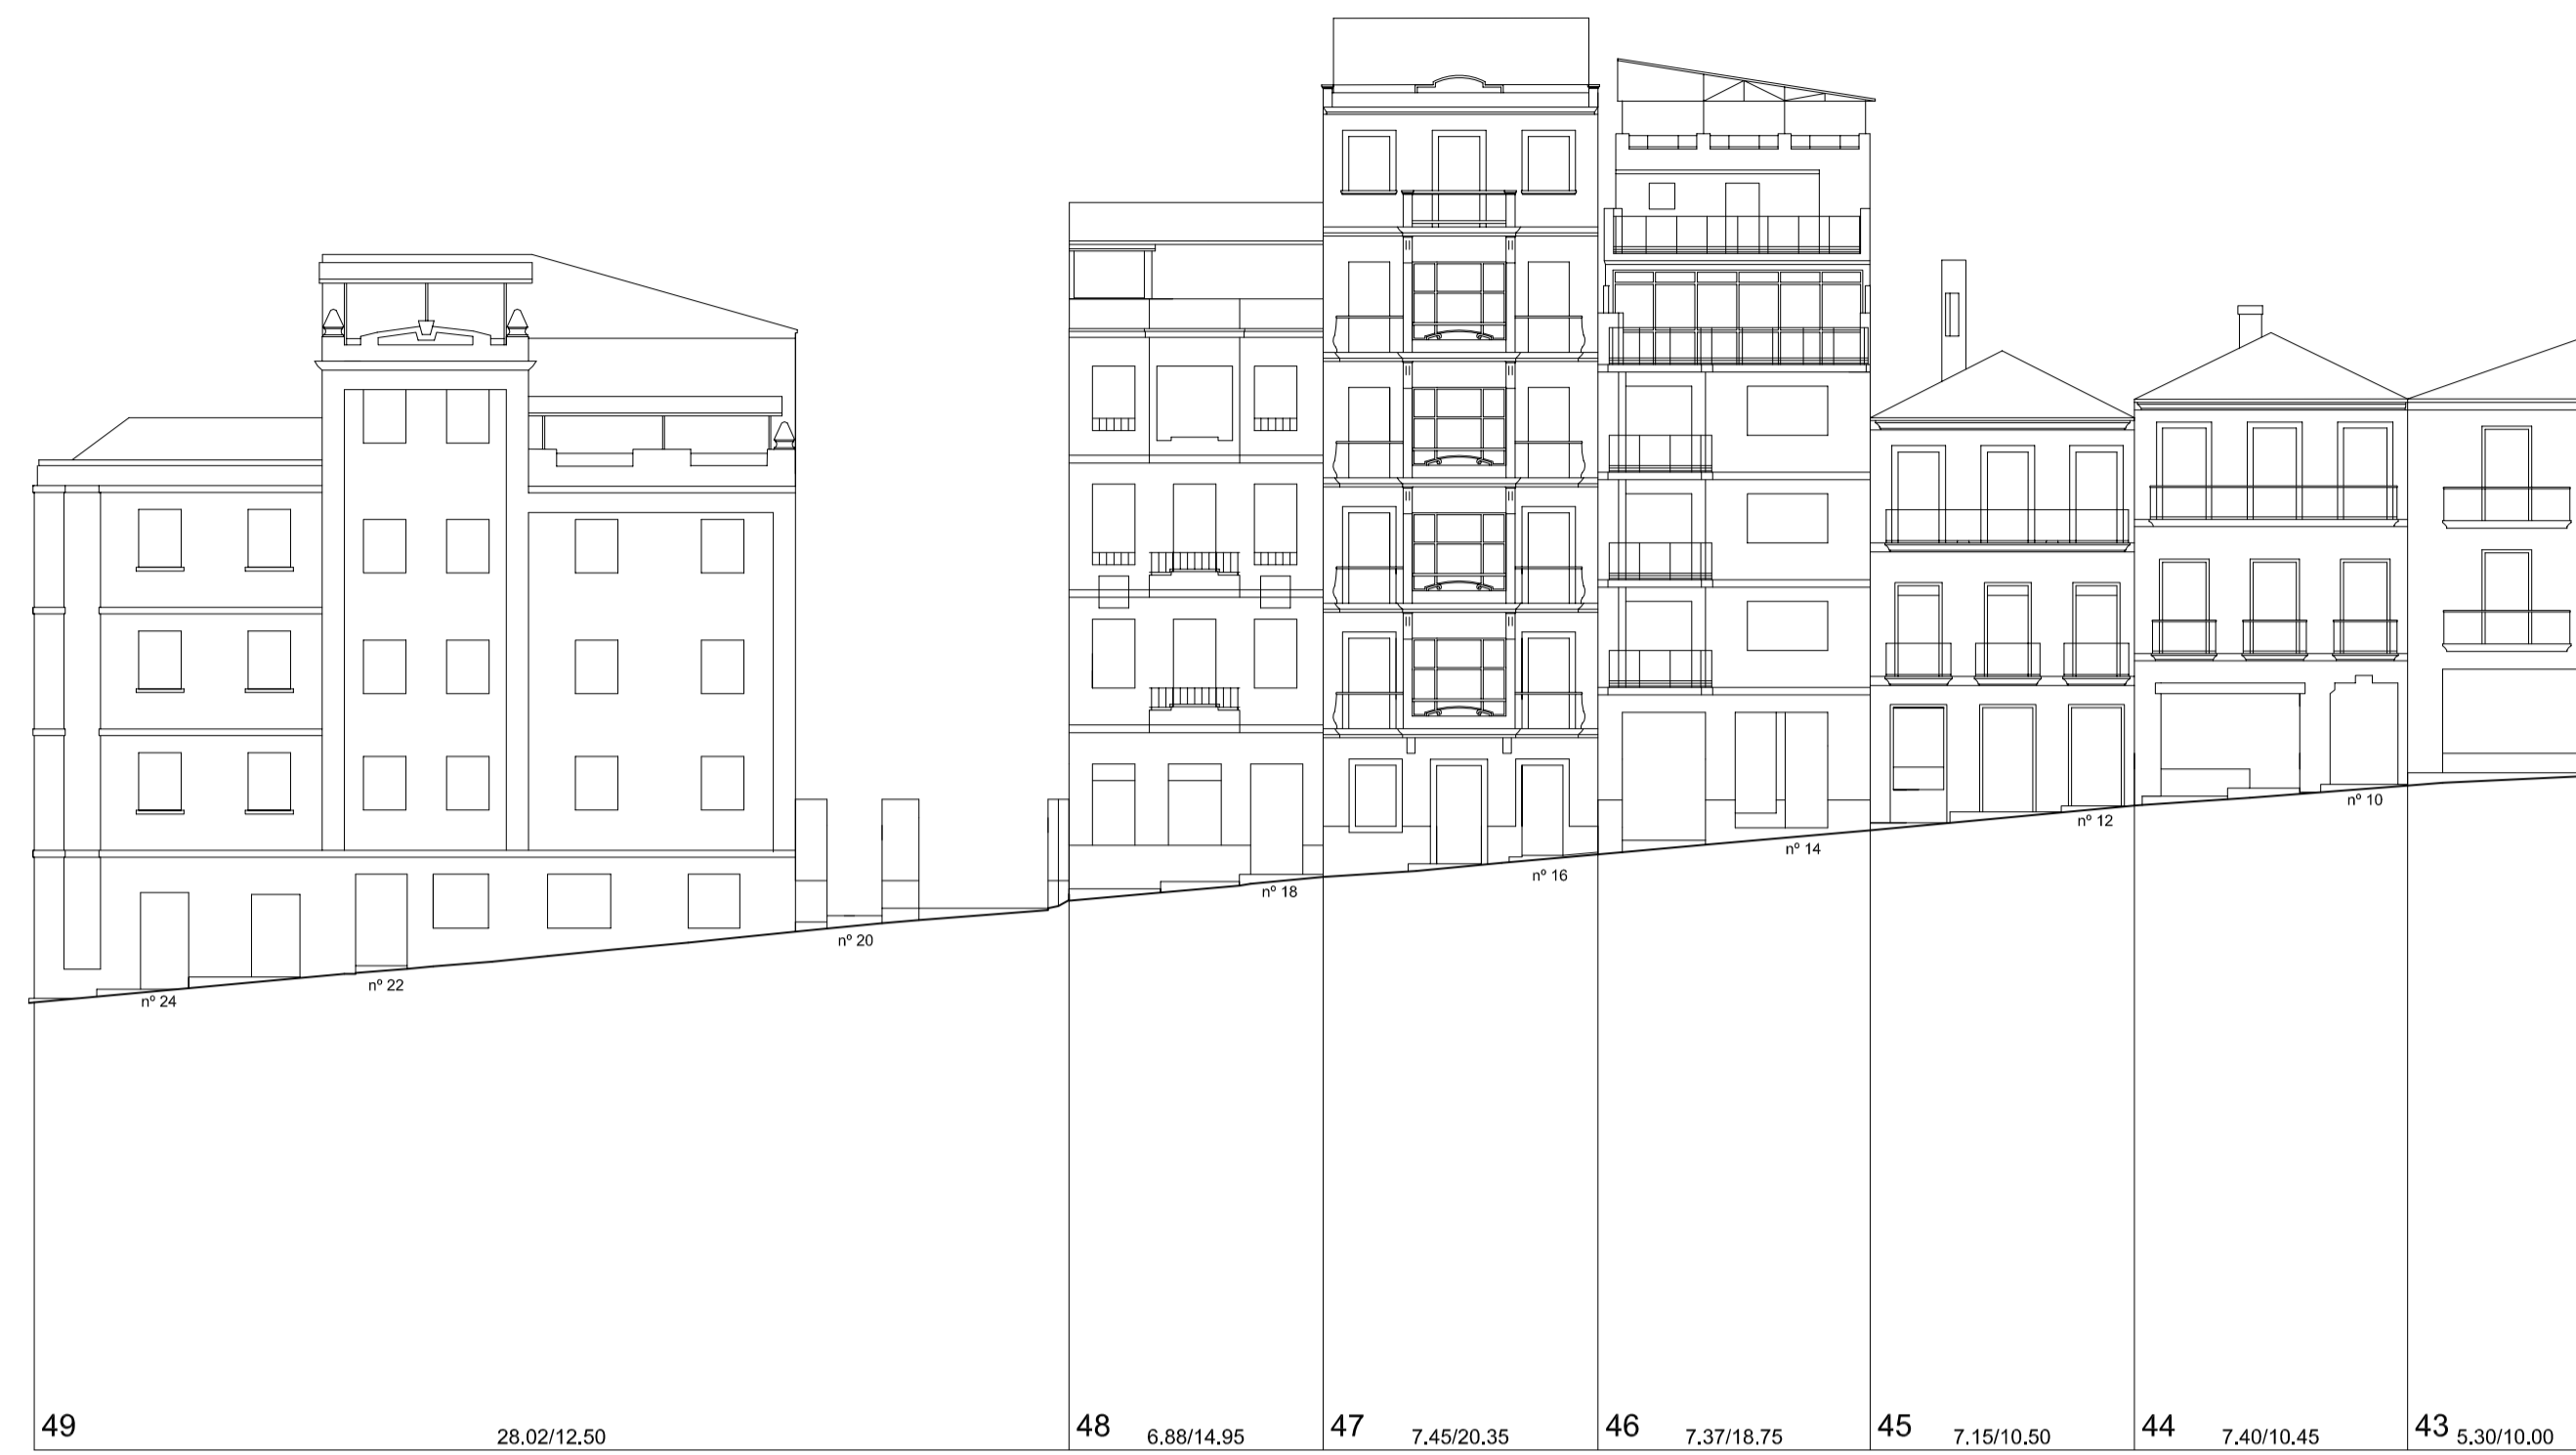 nº 24
nº 22
nº 20
nº 18
nº 16
nº 14
nº 12
nº 10
49 28.02/12.50
48 6.88/14.95
47 7.45/20.35
46 7.37/18.75
45 7.15/10.50
44 7.40/10.45
43 5.30/10.00